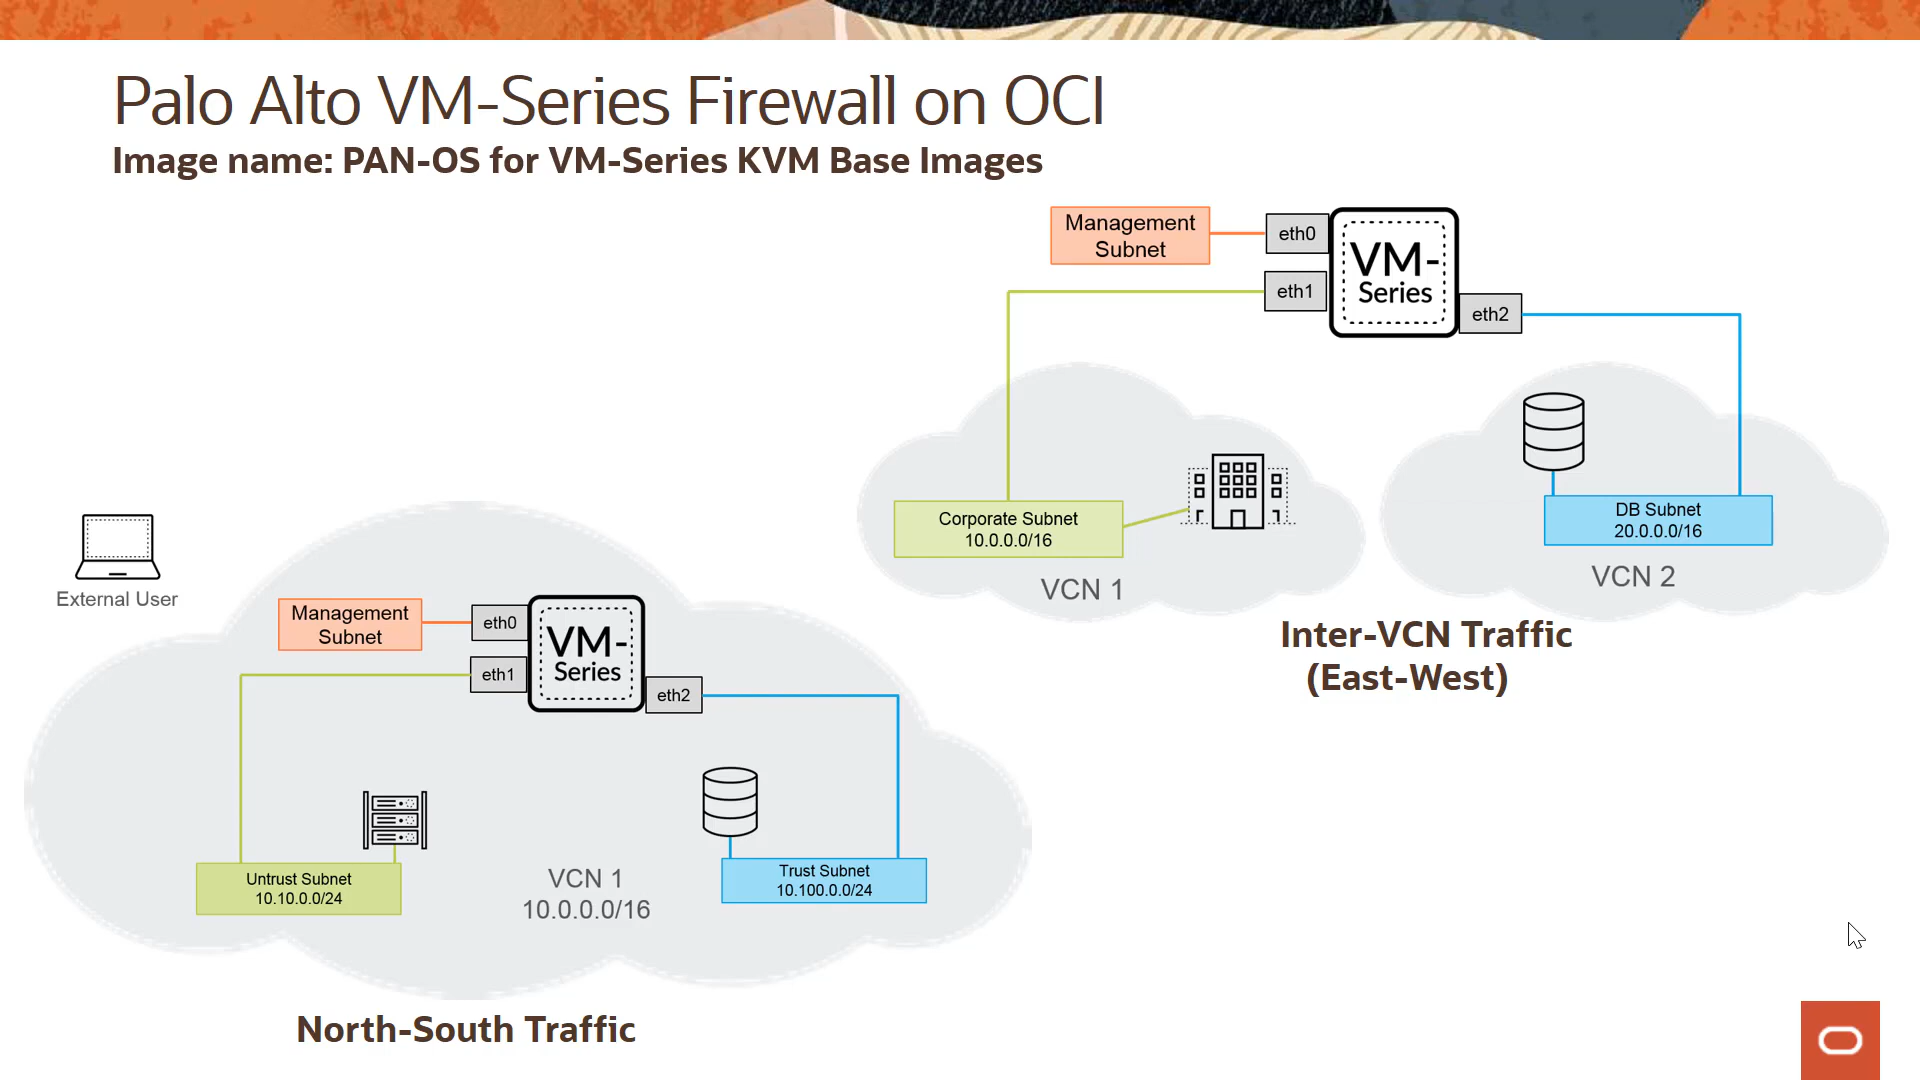 Palo Alto VM-Series Firewall on OCI
Image name: PAN-OS for VM-Series KVM Base Images
Management
Subnet
eth0
eth1
VM-
Series
eth2
Corporate Subnet
10.0.0.0/16
VCN 1
DB Subnet
20.0.0.0/16
VCN 2
Inter-VCN Traffic
(East-West)
External User
Management
Subnet
eth0
eth1
VM-
Series
eth2
Untrust Subnet
10.10.0.0/24
VCN 1
10.0.0.0/16
Trust Subnet
10.100.0.0/24
North-South Traffic